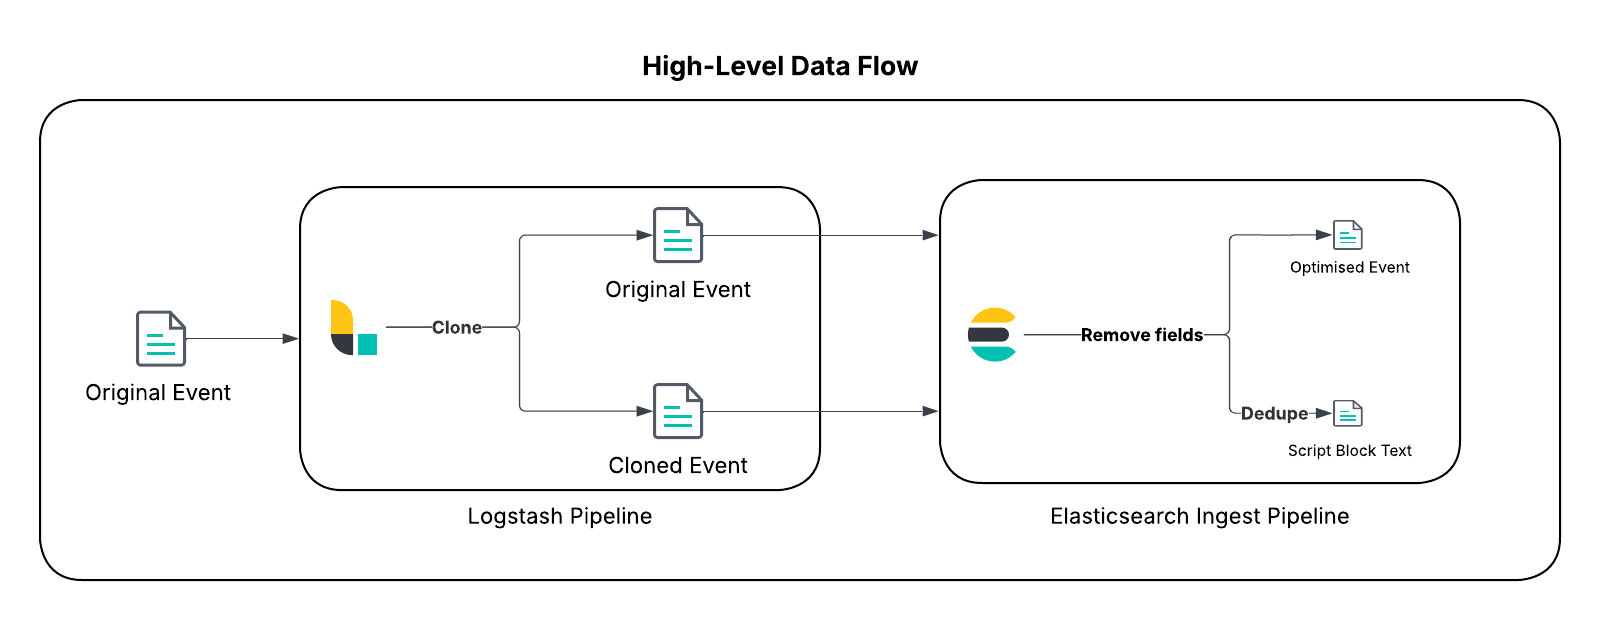 High-Level Data Flow
Original Event
Clone
Original Event
Cloned Event
Logstash Pipeline
Remove fields
Optimised Event
Dedupe
Script Block Text
Elasticsearch Ingest Pipeline